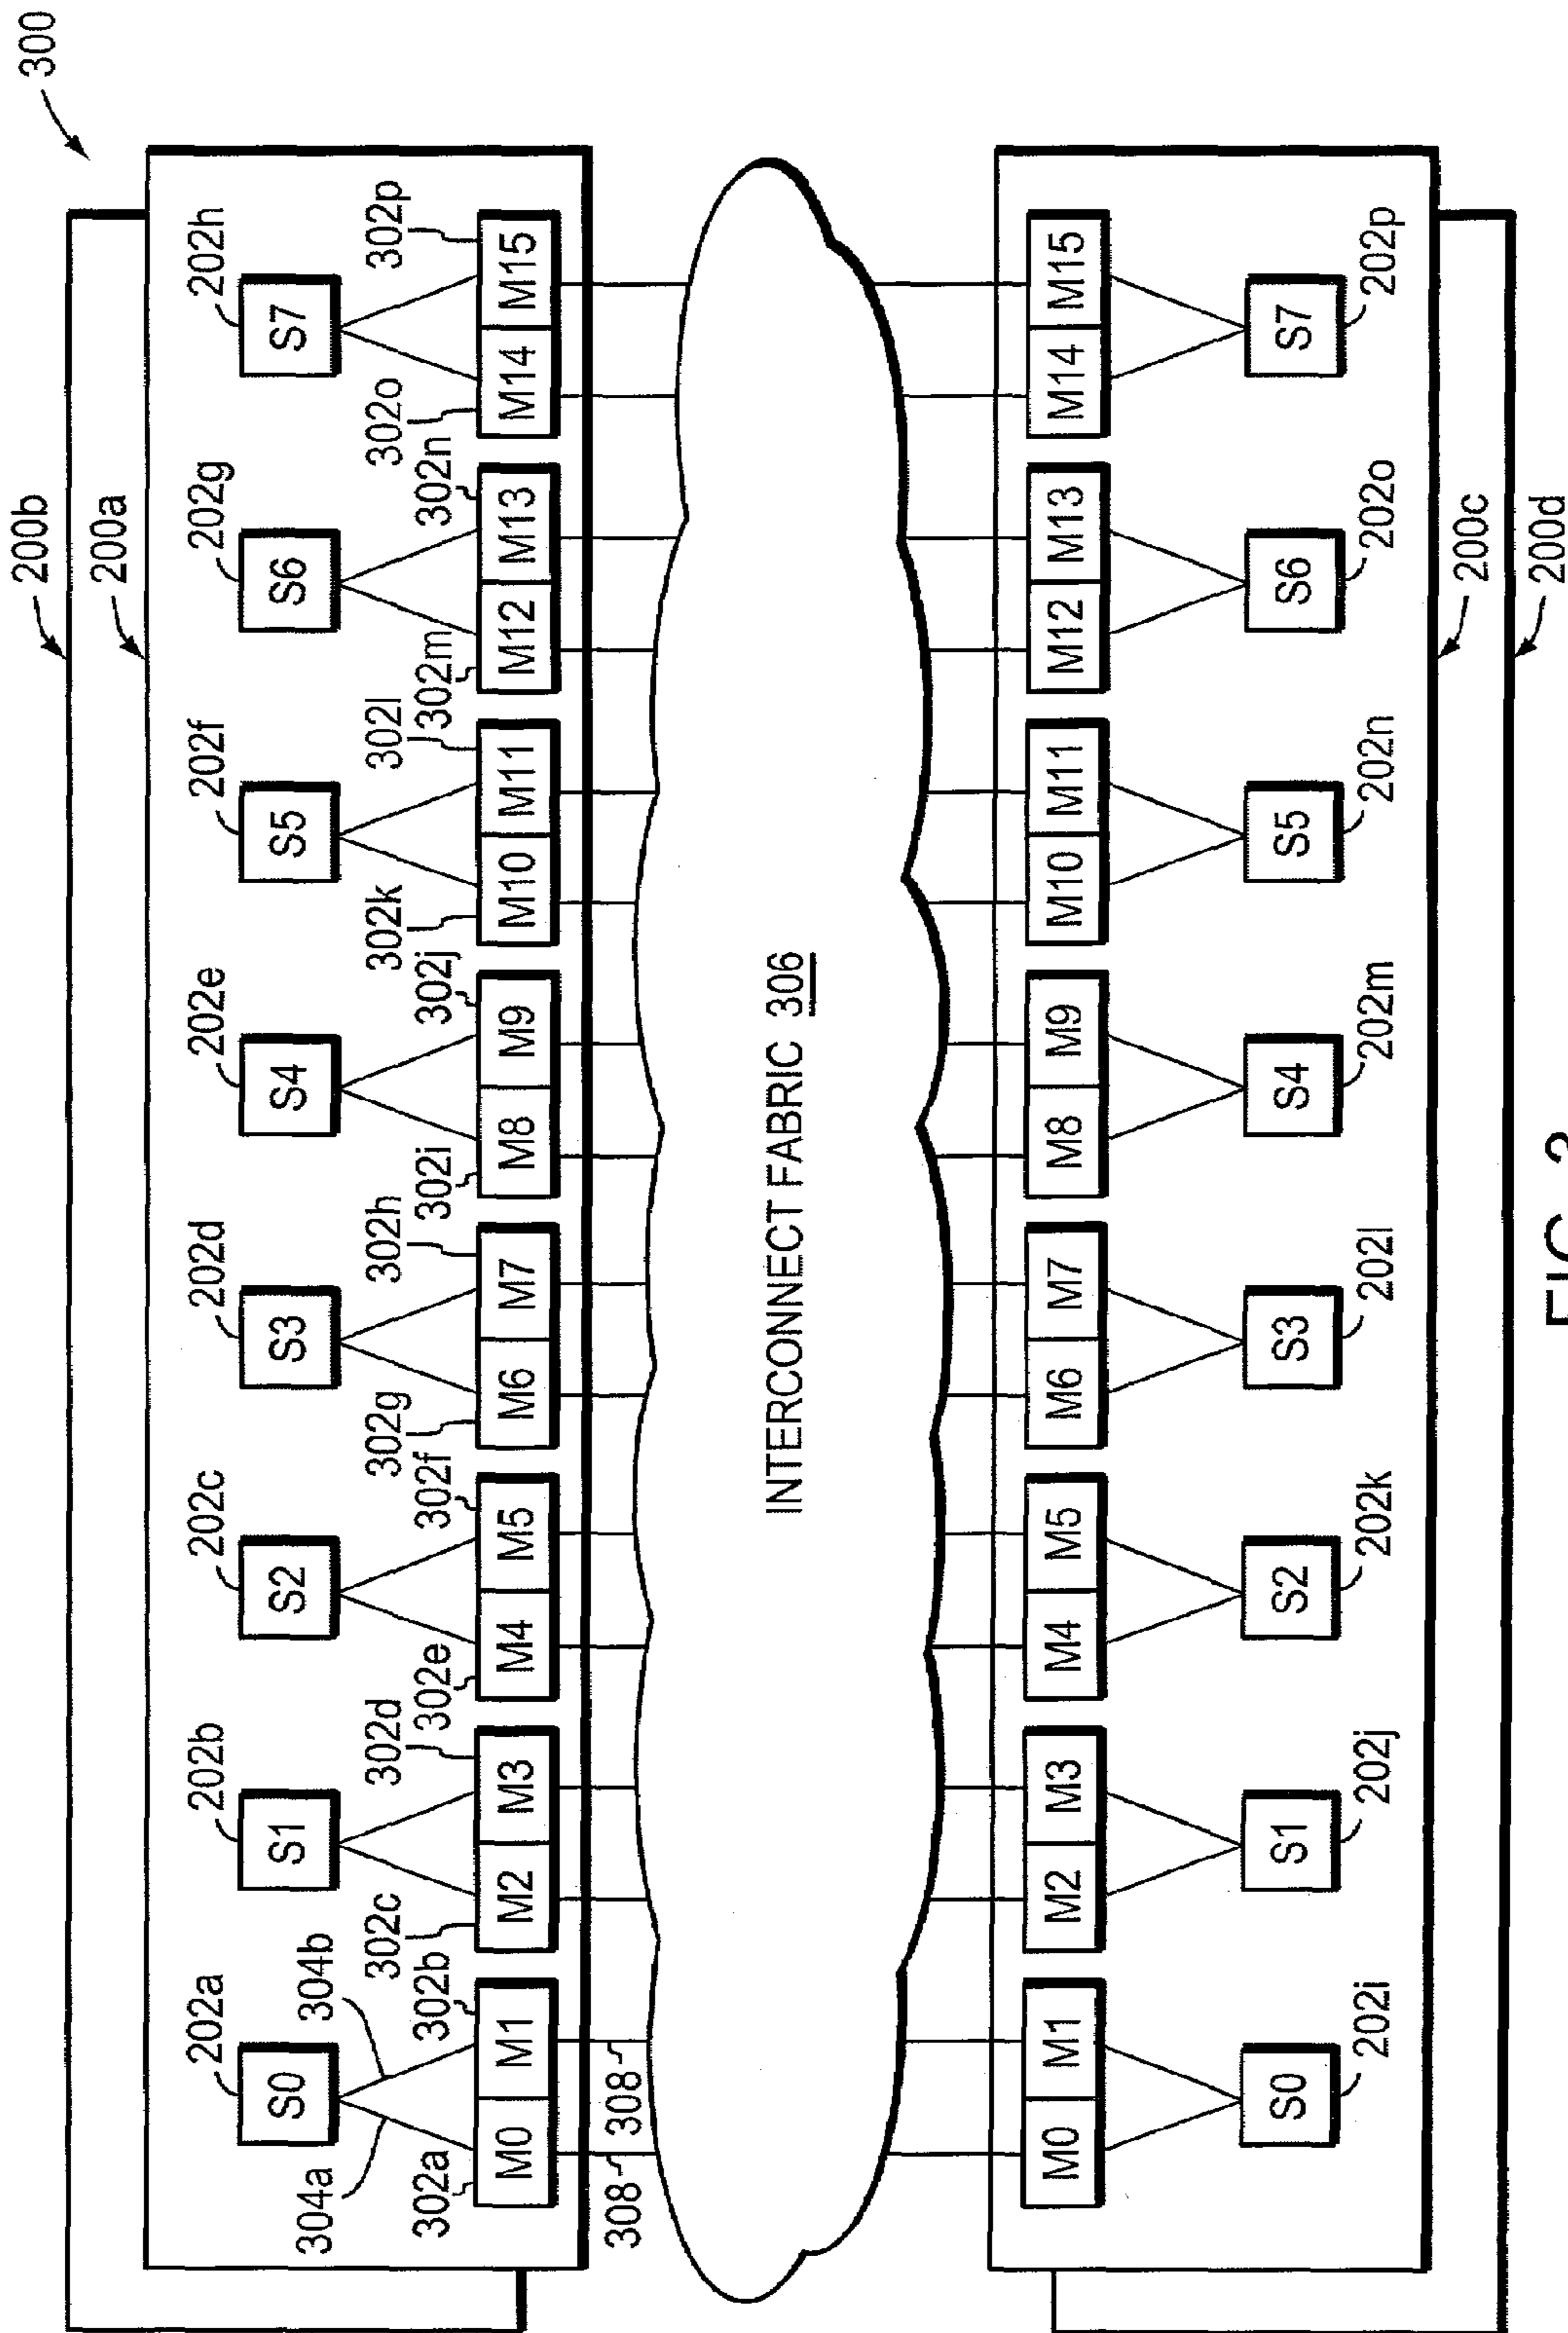 300
200b
200a
202a
202b
202c
202d
202e
202f
202g
202h
S0
S1
S2
S3
S4
S5
S6
S7
304a
304b
302a
302b
302c
302d
302e
302f
302g
302h
302i
302j
302k
302l
302m
302n
302o
302p
M0
M1
M2
M3
M4
M5
M6
M7
M8
M9
M10
M11
M12
M13
M14
M15
308
308
INTERCONNECT FABRIC 306
M0
M1
M2
M3
M4
M5
M6
M7
M8
M9
M10
M11
M12
M13
M14
M15
S0
S1
S2
S3
S4
S5
S6
S7
202i
202j
202k
202l
202m
202n
202o
202p
200c
200d
FIG. 3